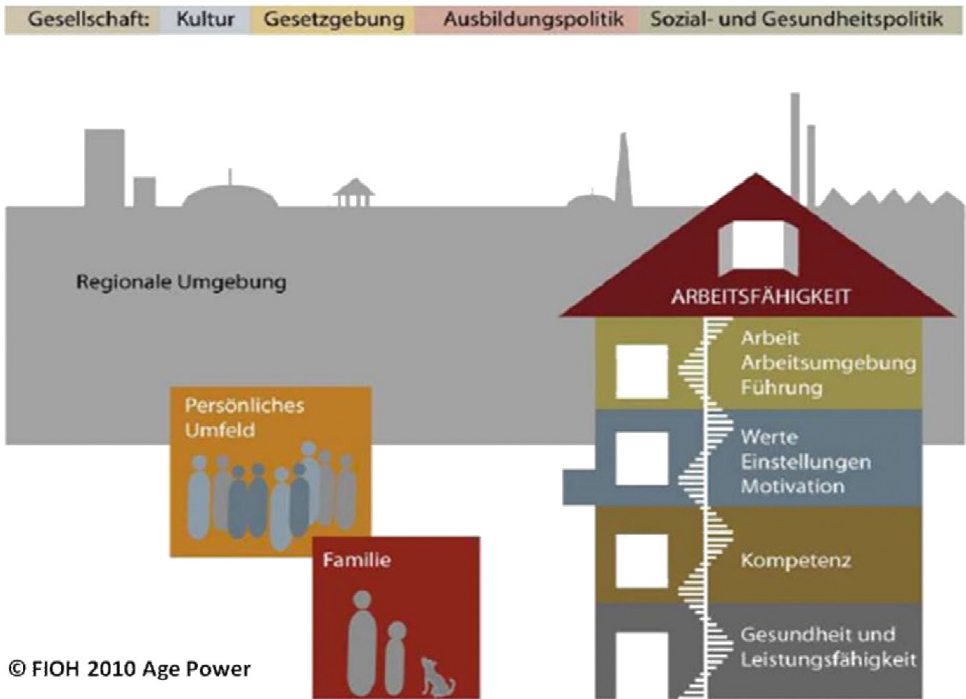 Gesellschaft: Kultur Gesetzgebung Ausbildungspolitik Sozial- und Gesundheitspolitik
Regionale Umgebung
ARBEITSFÄHIGKEIT
Arbeit
Arbeitsumgebung
Führung
Persönliches
Umfeld
Werte
Einstellungen
Motivation
Familie
Kompetenz
Gesundheit und
Leistungsfähigkeit
© FIOH 2010 Age Power